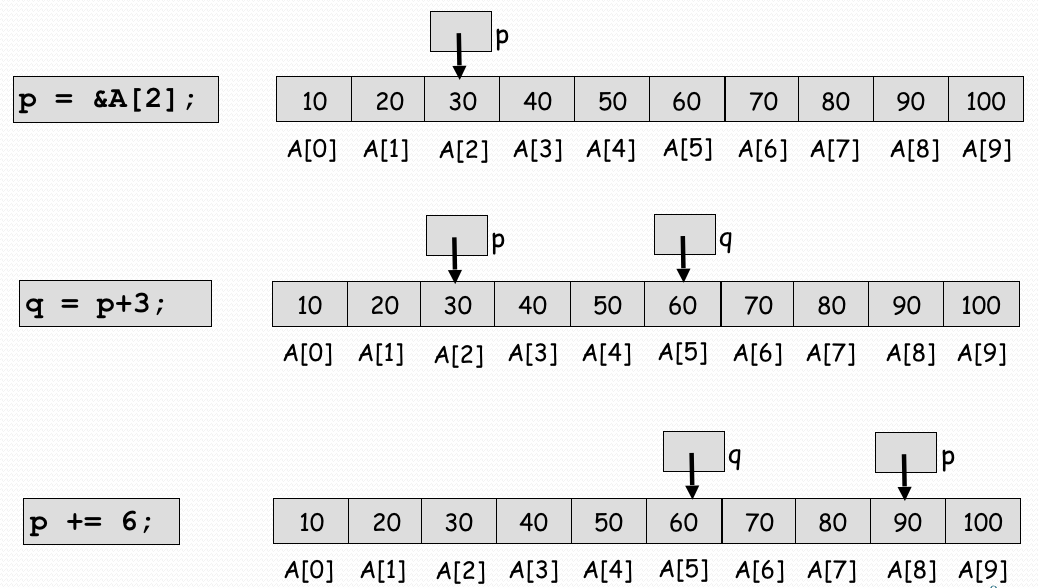 p
p = &A[2];
10 20 30 40 50 60 70 80 90 100
A[0] A[1] A[2] A[3] A[4] A[5] A[6] A[7] A[8] A[9]
p q
q = p+3;
10 20 30 40 50 60 70 80 90 100
A[0] A[1] A[2] A[3] A[4] A[5] A[6] A[7] A[8] A[9]
q p
p += 6;
10 20 30 40 50 60 70 80 90 100
A[0] A[1] A[2] A[3] A[4] A[5] A[6] A[7] A[8] A[9]